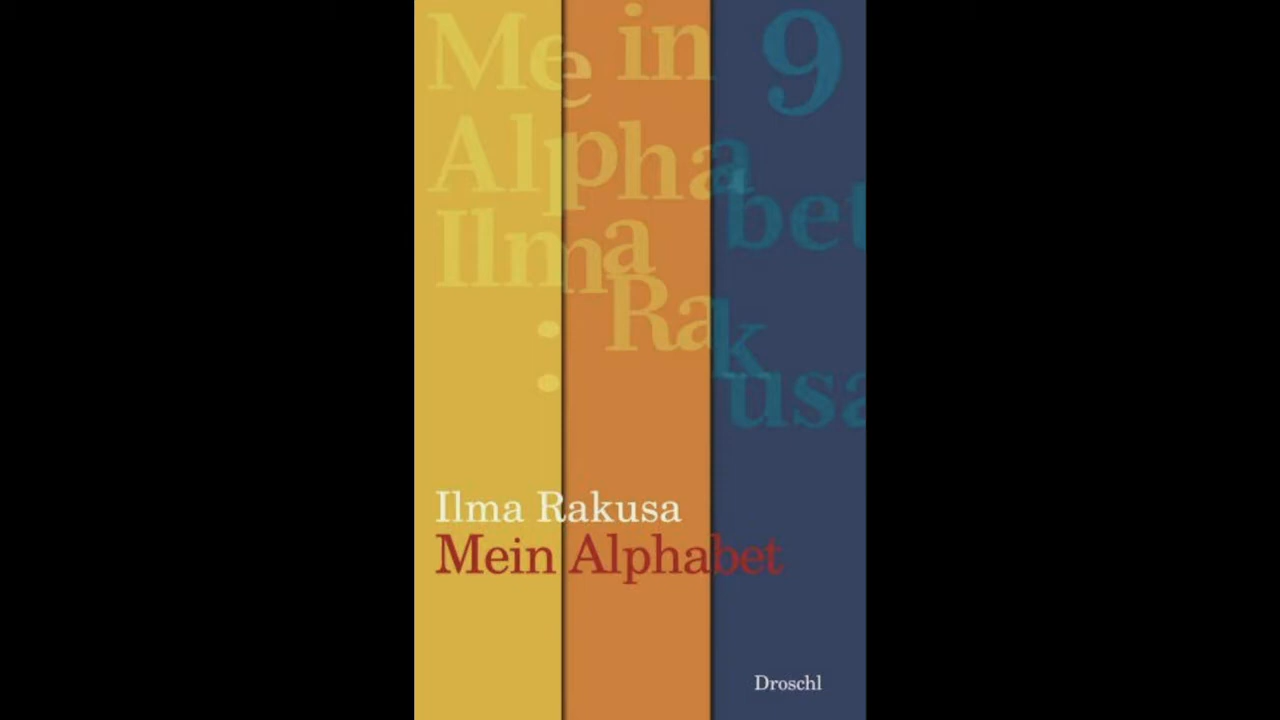 Mein 9
Alphabet
Ilma
Rakusa
:
Ilma Rakusa
Mein Alphabet
Droschl